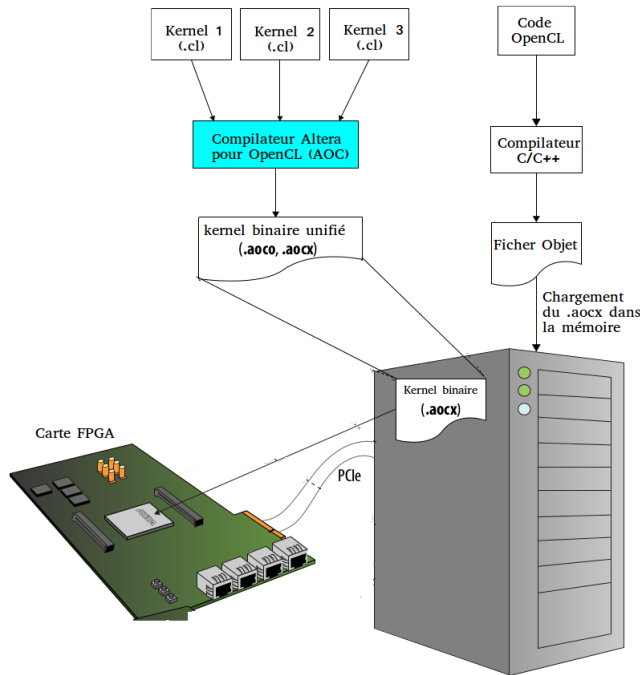 Kernel 1
(.cl)
Kernel 2
(.cl)
Kernel 3
(.cl)
Code
OpenCL
Compilateur Altera
pour OpenCL (AOC)
Compilateur
C/C++
kernel binaire unifié
(.aoco, .aocx)
Ficher Objet
Chargement
du .aocx dans
la mémoire
Kernel binaire
(.aocx)
Carte FPGA
PCIe